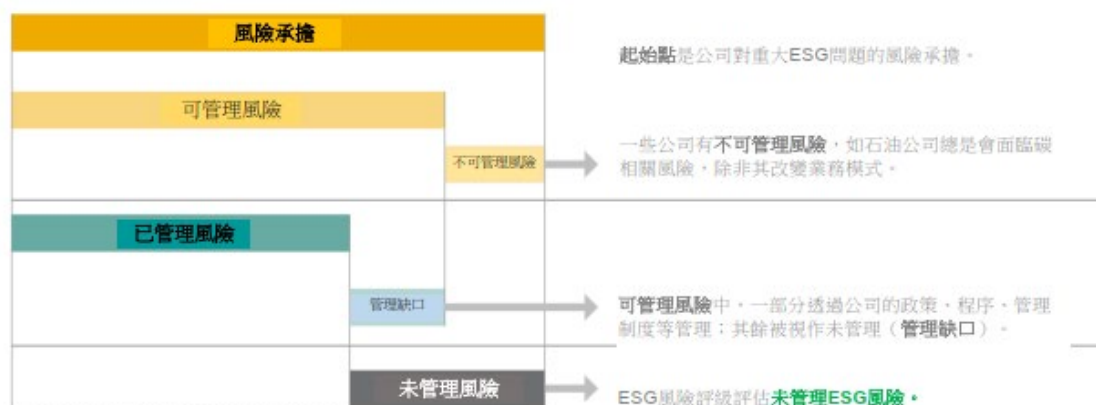 風險承擔
起始點是公司對重大ESG問題的風險承擔。
可管理風險
不可管理風險
一些公司有不可管理風險，如石油公司總是會面臨碳
相關風險，除非其改變業務模式。
已管理風險
管理缺口
可管理風險中，一部分透過公司的政策、程序、管理
制度等管理；其餘被視作未管理（管理缺口）。
未管理風險
ESG風險評級評估未管理ESG風險。